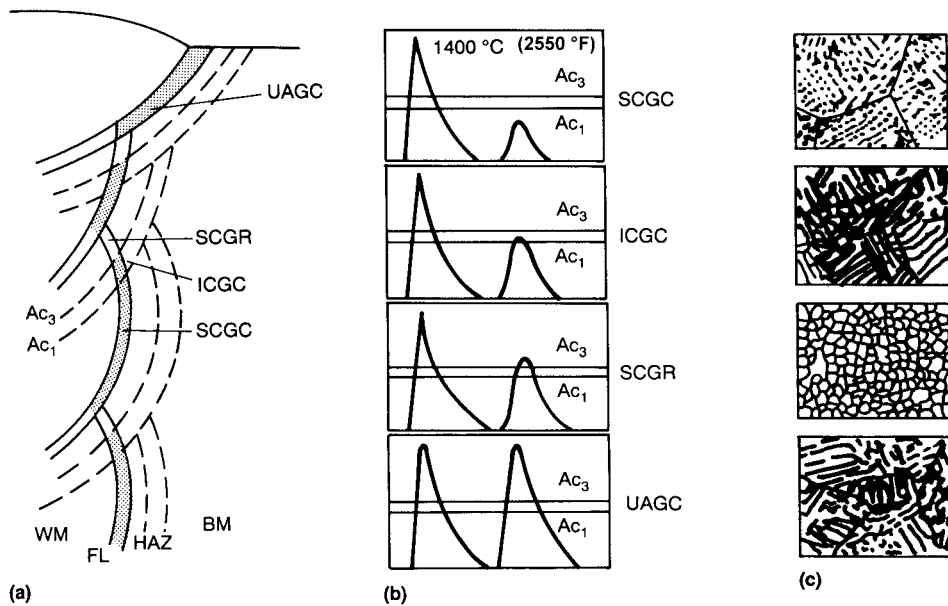 UAGC
SCGR
ICGC
Ac3
Ac1
SCGC
WM
FL
HAZ
BM
(a)
1400 °C (2550 °F)
Ac3
Ac1
SCGC
Ac3
Ac1
ICGC
Ac3
Ac1
SCGR
Ac3
Ac1
UAGC
(b)
(c)